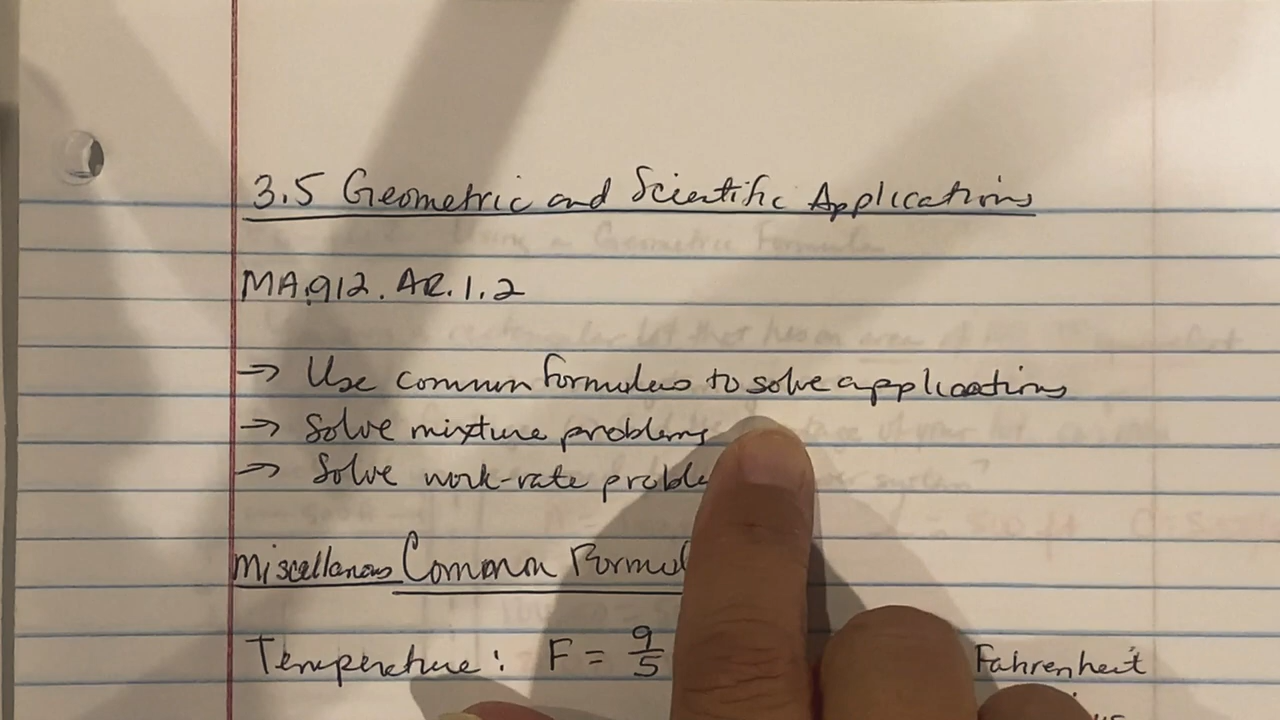 3.5 Geometric and Scientific Applications
MA.912.AR.1.2
→ Use common formulas to solve applications
→ Solve mixture problems
→ Solve work-rate proble
Miscellanous Common Formul
Temperature: F = 9/5 Fahrenheit